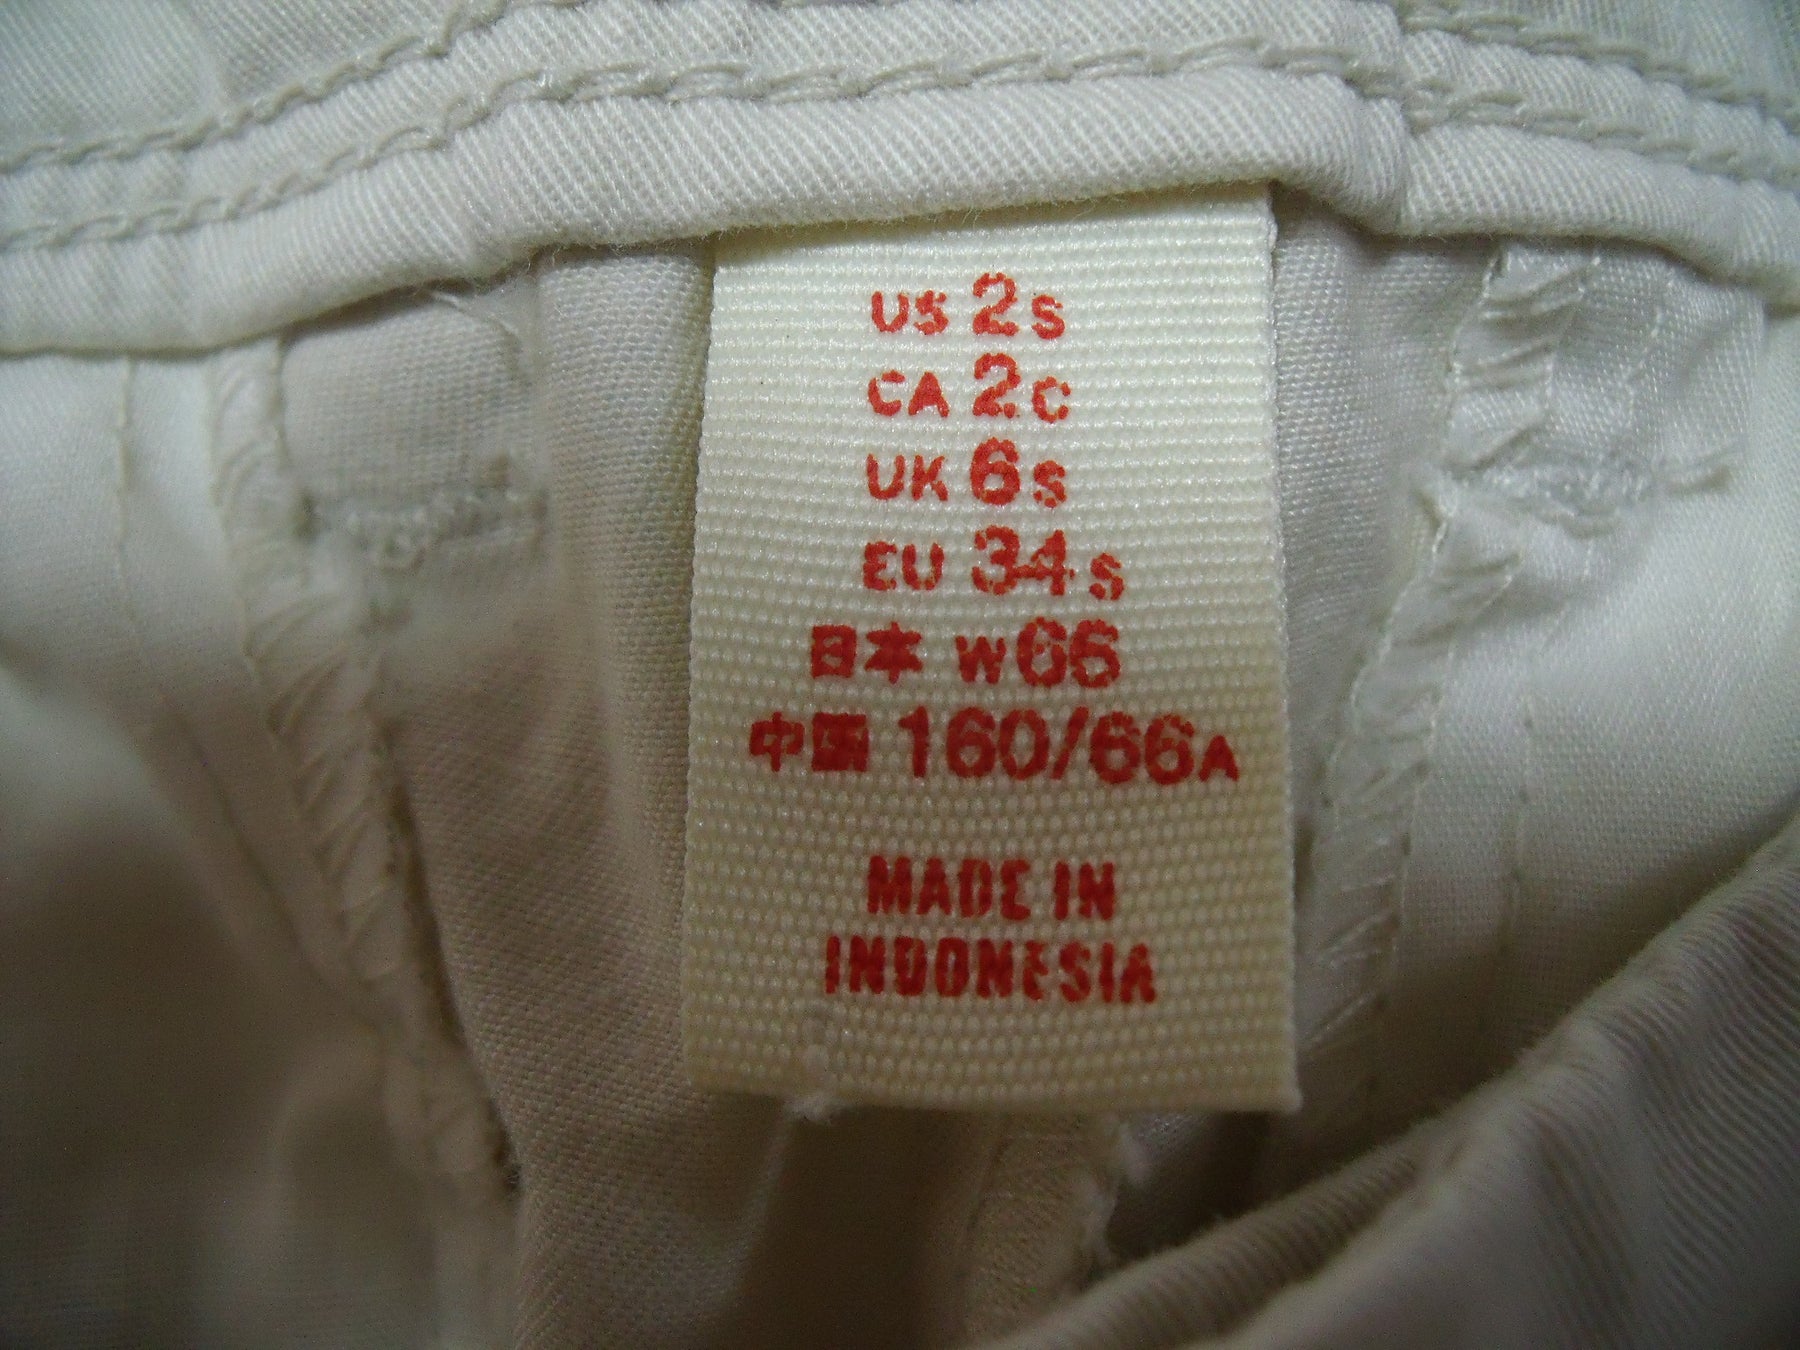 US 2S
CA 2C
UK 6S
EU 34S
日本 W66
中国 160/66A
MADE IN
INDONESIA